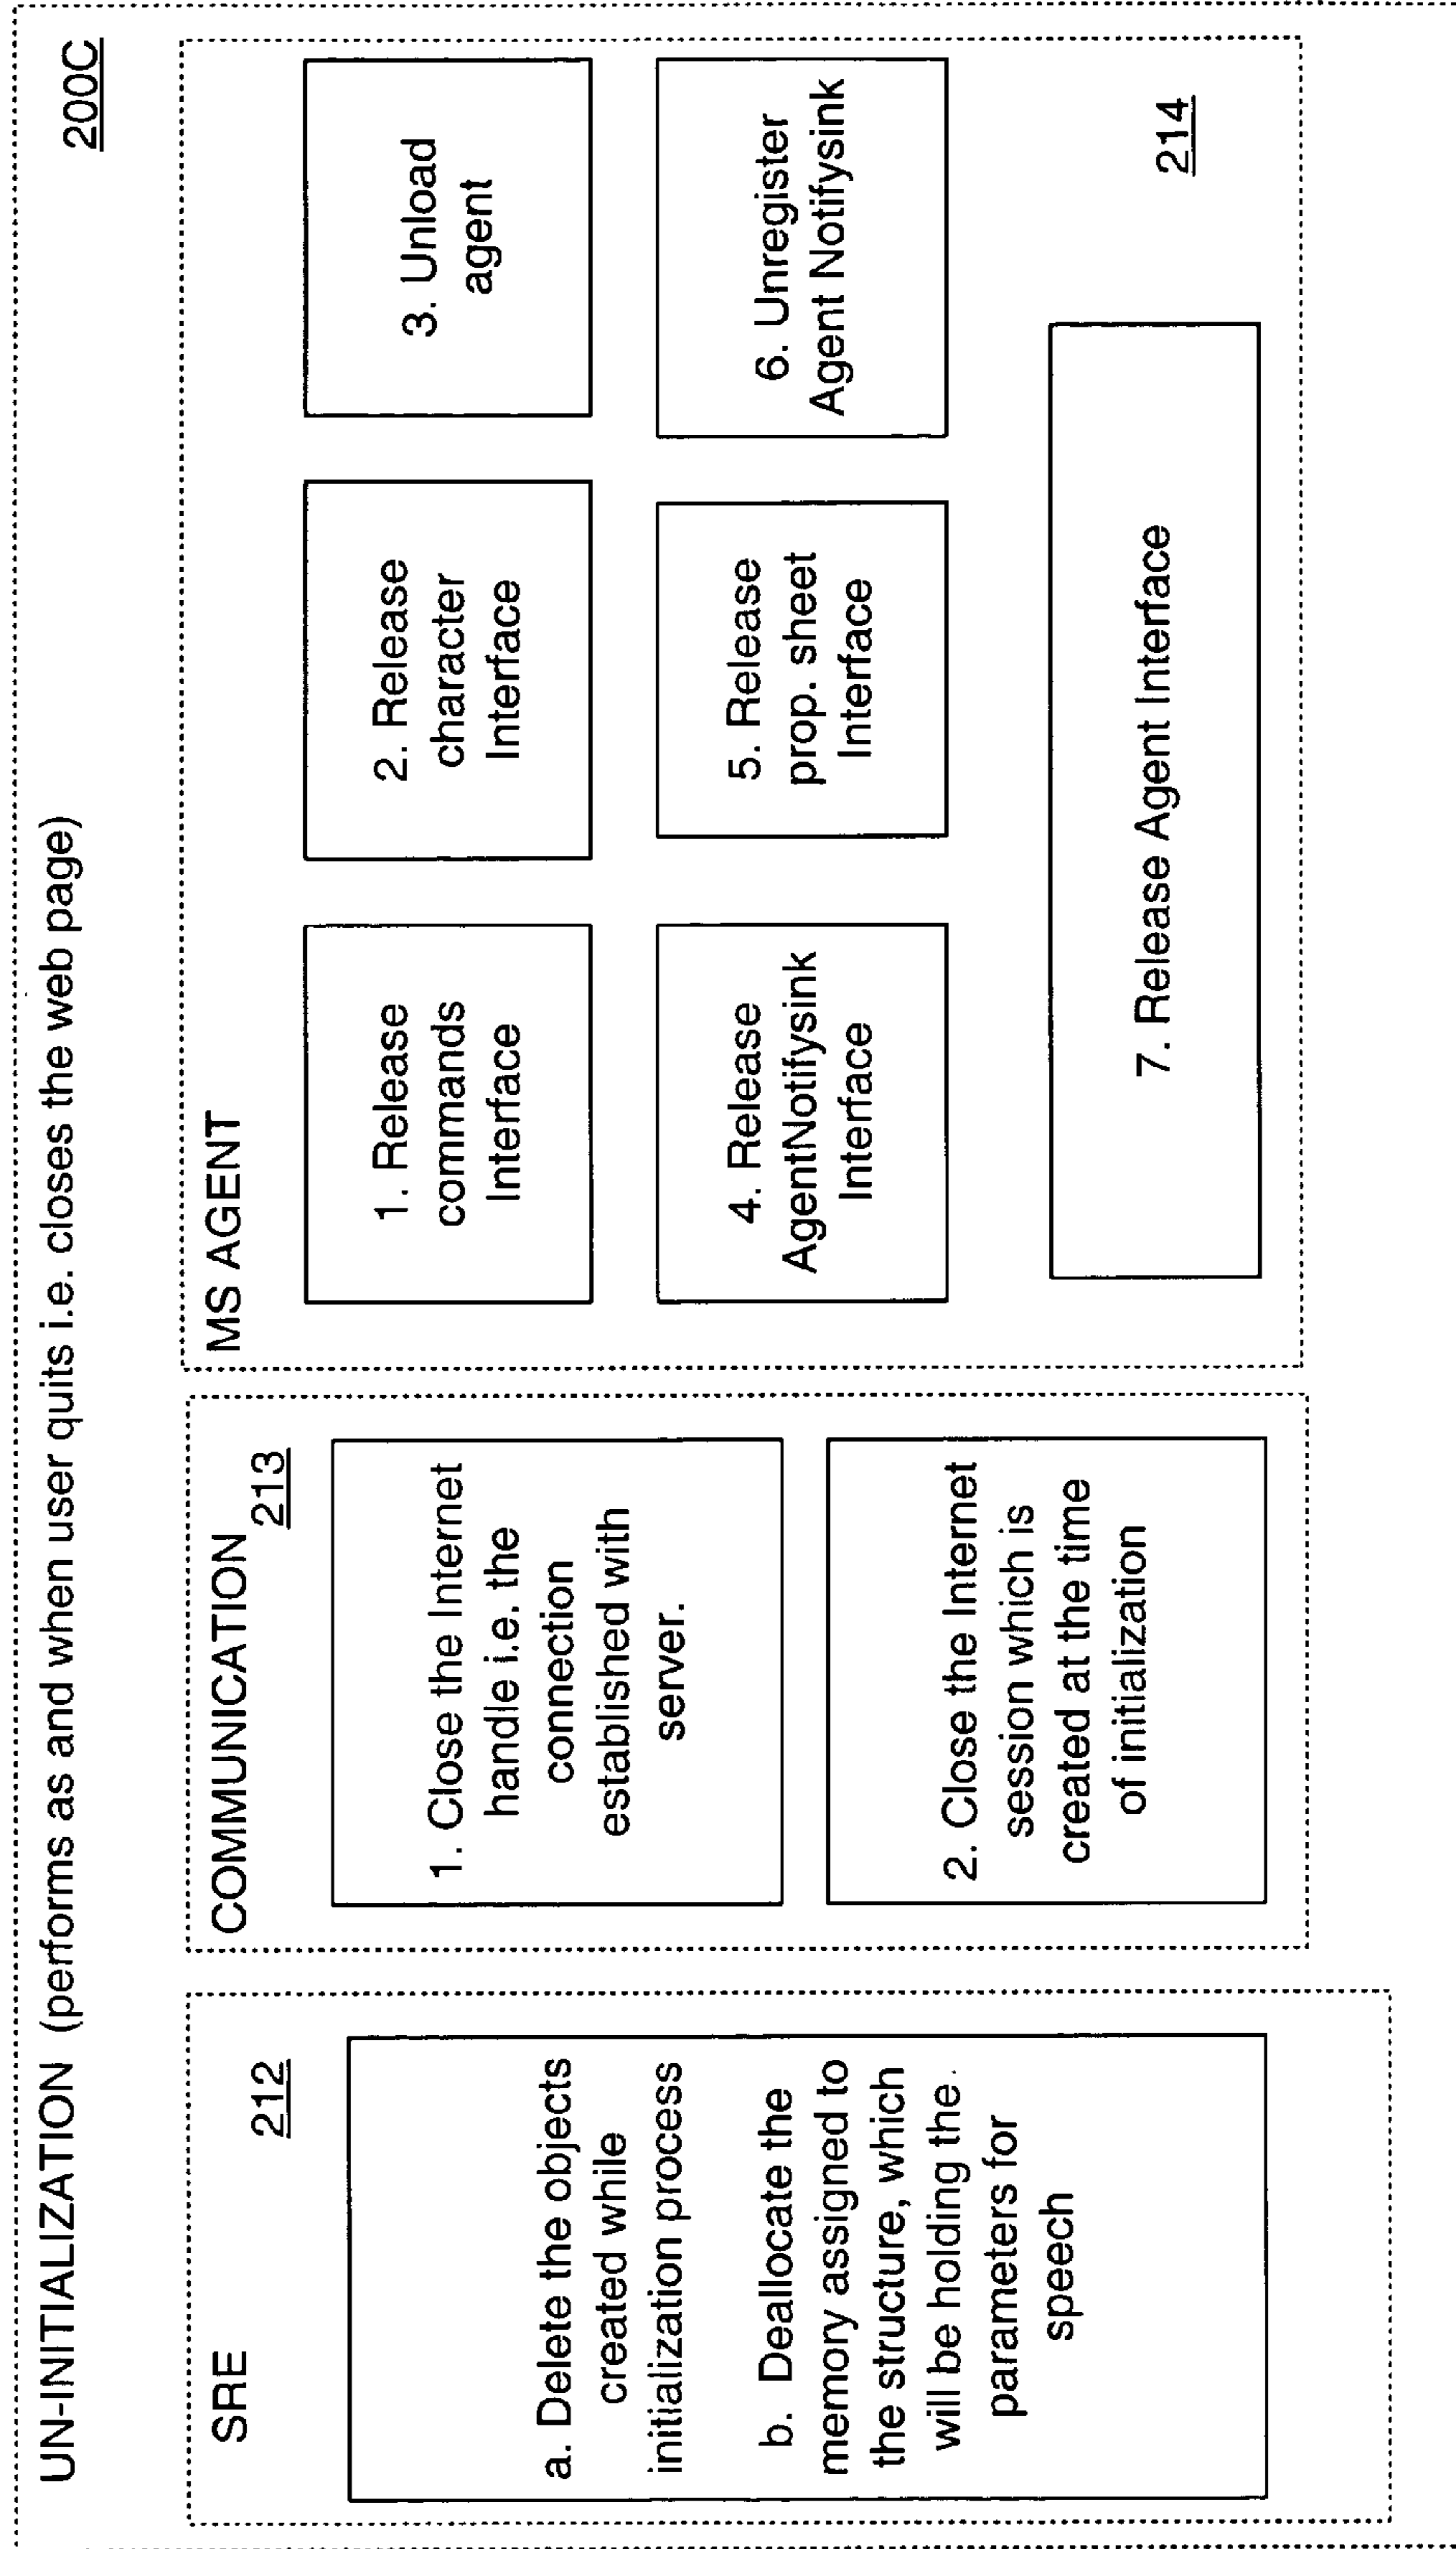 UN-INITIALIZATION (performs as and when user quits i.e. closes the web page)
200C
SRE
212
a. Delete the objects
created while
initialization process
b. Deallocate the
memory assigned to
the structure, which
will be holding the
parameters for
speech
COMMUNICATION
213
1. Close the Internet
handle i.e. the
connection
established with
server.
2. Close the Internet
session which is
created at the time
of initialization
MS AGENT
1. Release
commands
Interface
2. Release
character
Interface
3. Unload
agent
4. Release
AgentNotifysink
Interface
5. Release
prop. sheet
Interface
6. Unregister
Agent Notifysink
7. Release Agent Interface
214